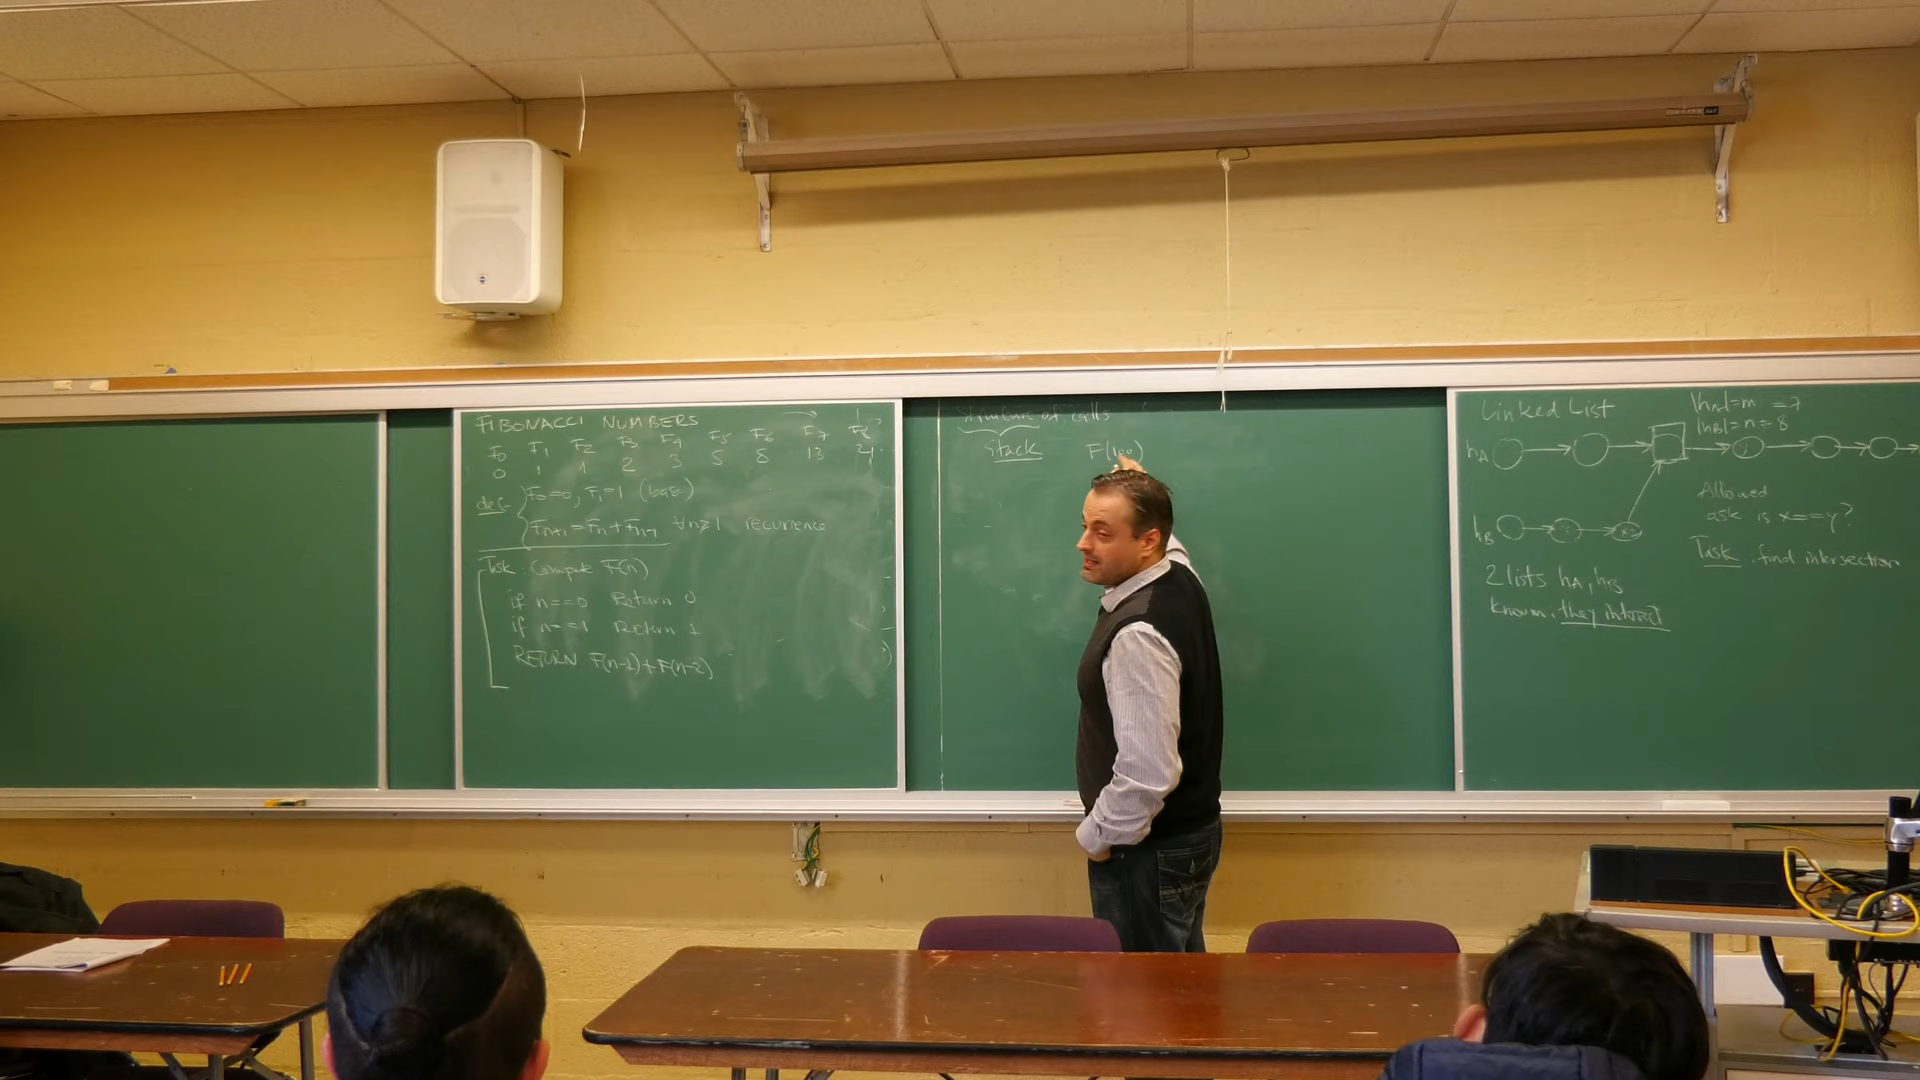 FIBONACCI NUMBERS
F0 F1 F2 F3 F4 F5 F6 F7 F8
0 1 1 2 3 5 8 13 21
def: F0=0, F1=1 (base)
Fn+1=Fn+Fn-1 ∀n≥1 recurrence
Task: Compute F(n)
if n==0 Return 0
if n==1 Return 1
RETURN F(n-1)+F(n-2)
Structure of calls
Stack F(100)
Linked List |hA|=m =7
|hB|=n=8
hA
hB
Allowed
ask is x==y?
Task: find intersection
2 lists hA, hB
Known: they intersect